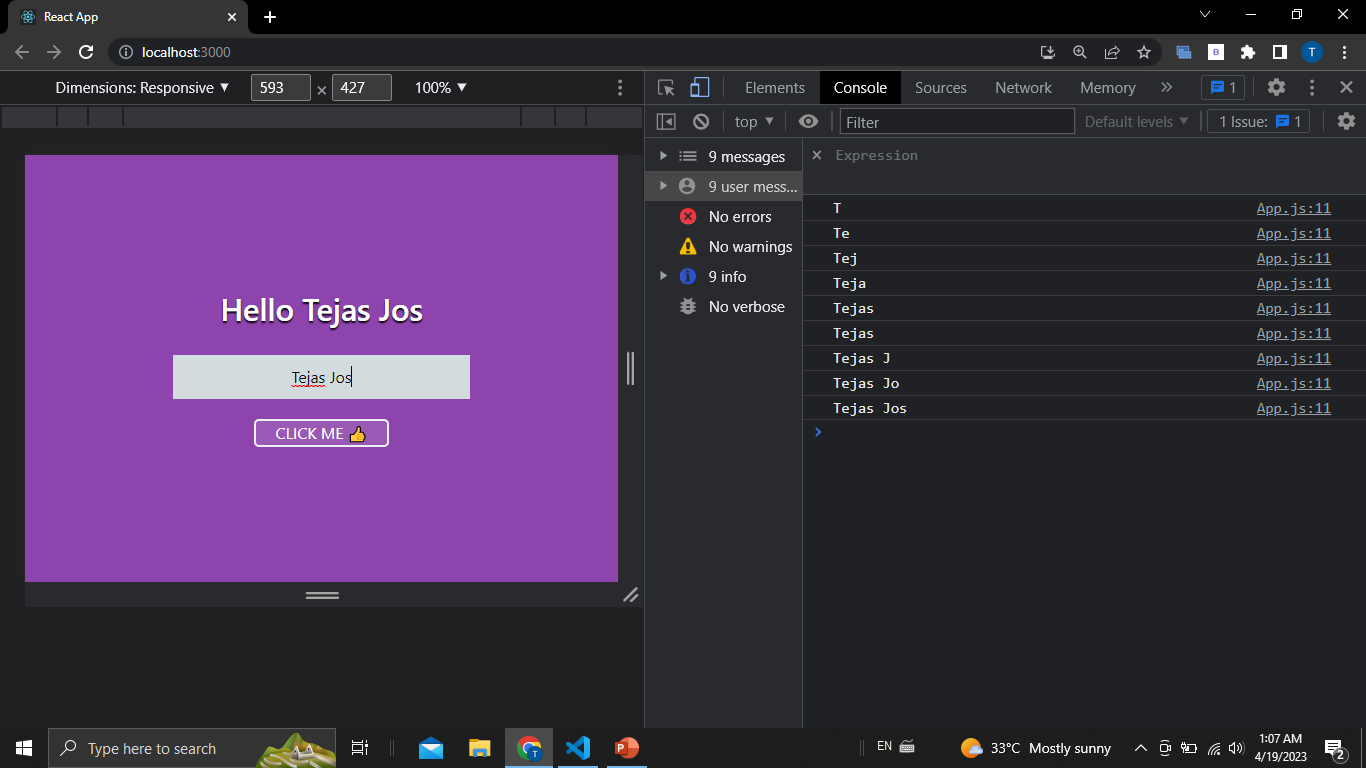 React App
localhost:3000
B
T
Dimensions: Responsive ▼ 593 × 427 100% ▼
Elements Console Sources Network Memory » 1
top ▼ Filter Default levels ▼ 1 Issue: 1
9 messages
9 user mess...
No errors
No warnings
9 info
No verbose
Expression
T App.js:11
Te App.js:11
Tej App.js:11
Teja App.js:11
Tejas App.js:11
Tejas App.js:11
Tejas J App.js:11
Tejas Jo App.js:11
Tejas Jos App.js:11
Hello Tejas Jos
Tejas Jos
CLICK ME 👍
Type here to search
T
P
EN
33°C Mostly sunny
1:07 AM
4/19/2023
2